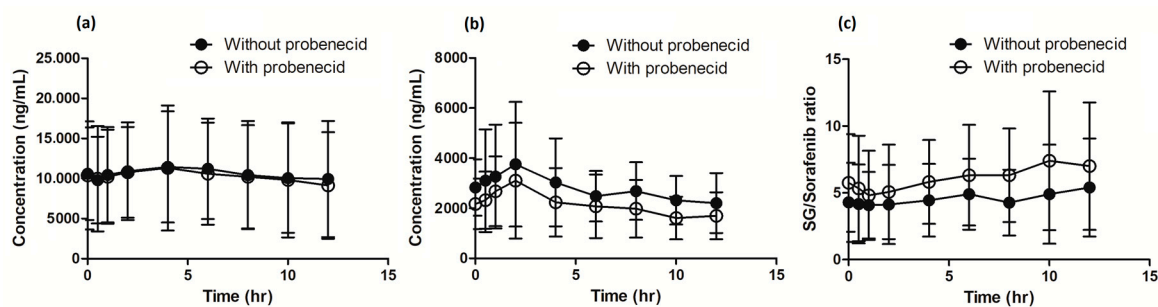 (a)
Without probenecid
With probenecid
Concentration (ng/mL)
25.000
20.000
15.000
10.000
5000
0
0
5
10
15
Time (hr)
(b)
Without probenecid
With probenecid
Concentration (ng/mL)
8000
6000
4000
2000
0
0
5
10
15
Time (hr)
(c)
Without probenecid
With probenecid
SG/Sorafenib ratio
15
10
5
0
0
5
10
15
Time (hr)